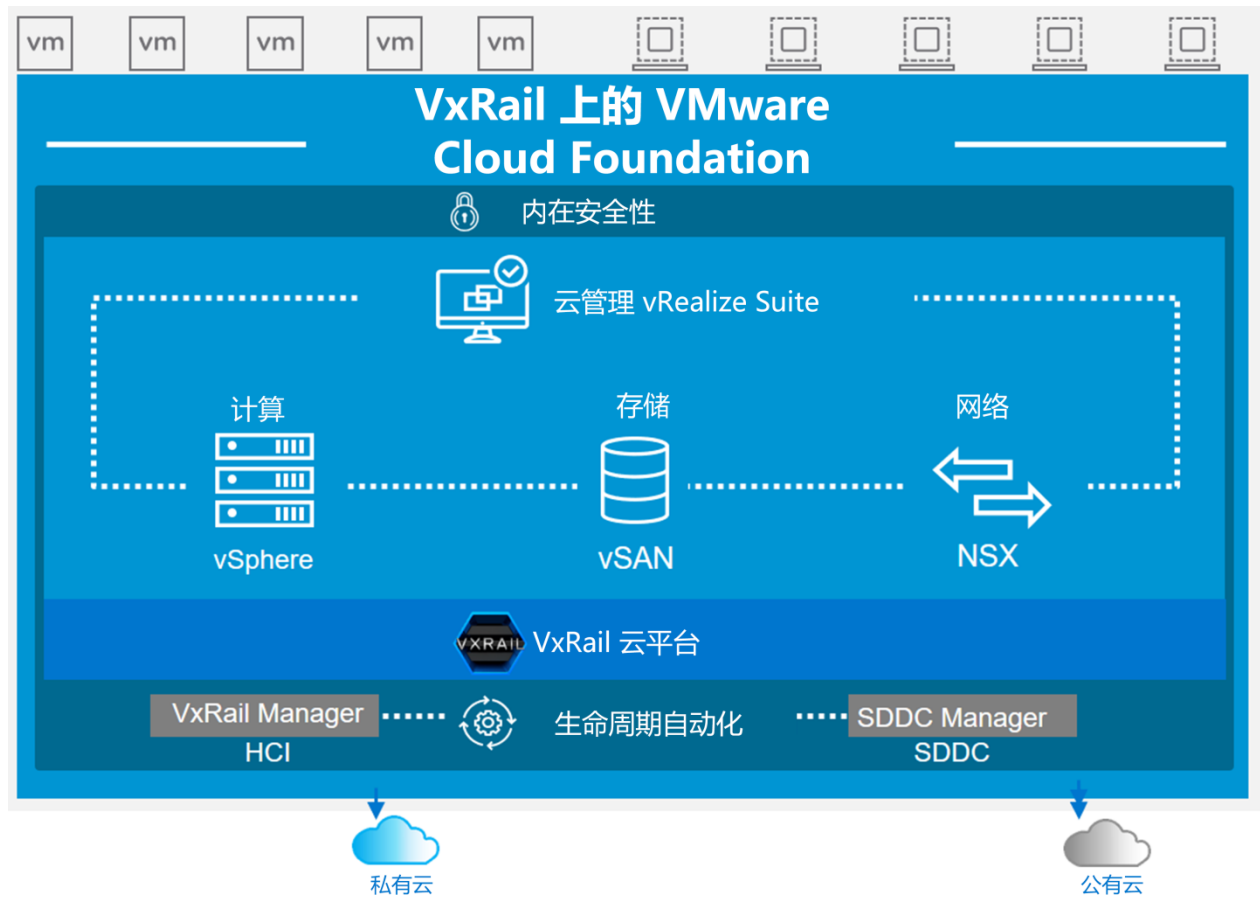 vm vm vm vm vm
VxRail 上的 VMware
Cloud Foundation
内在安全性
云管理 vRealize Suite
计算 存储 网络
vSphere vSAN NSX
VXRAIL VxRail 云平台
VxRail Manager 生命周期自动化 SDDC Manager
HCI SDDC
私有云 公有云